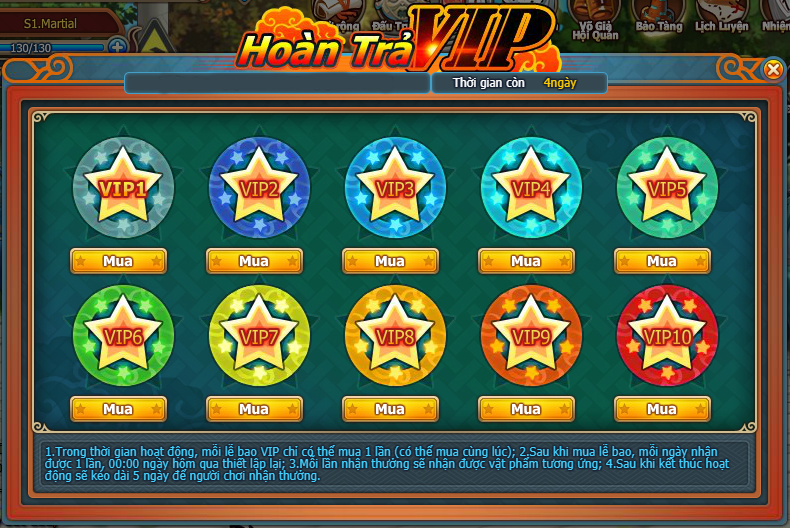 S1.Martial
130/130
Võ Giả
Hội Quán
Bảo Tàng
Lịch Luyện
Hoàn Trả VIP
Thời gian còn 4ngày
VIP1 VIP2 VIP3 VIP4 VIP5
Mua Mua Mua Mua Mua
VIP6 VIP7 VIP8 VIP9 VIP10
Mua Mua Mua Mua Mua
1.Trong thời gian hoạt động, mỗi lễ bao VIP chỉ có thể mua 1 lần (có thể mua cùng lúc); 2.Sau khi mua lễ bao, mỗi ngày nhận
được 1 lần, 00:00 ngày hôm qua thiết lập lại; 3.Mỗi lần nhận thưởng sẽ nhận được vật phẩm tương ứng; 4.Sau khi kết thúc hoạt
động sẽ kéo dài 5 ngày để người chơi nhận thưởng.